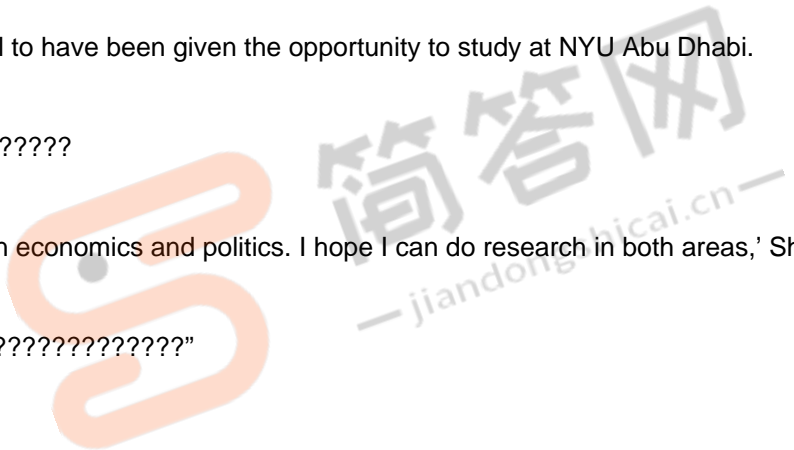 l to have been given the opportunity to study at NYU Abu Dhabi.
?????
n economics and politics. I hope I can do research in both areas,’ Sh
?????????????”
简答网
jiandongshicai.cn